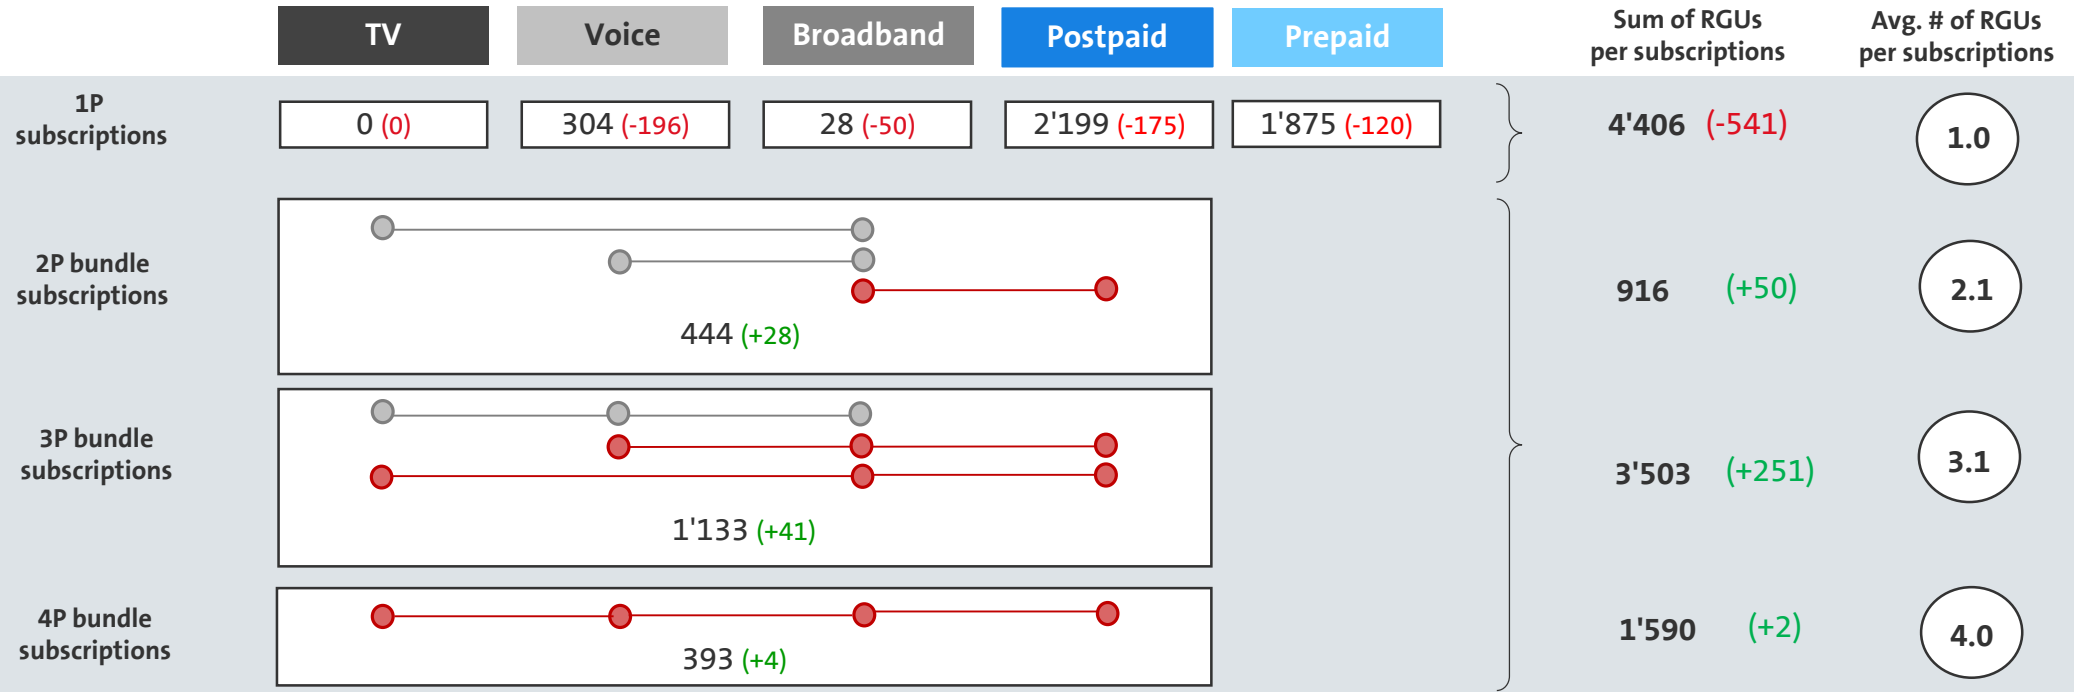 TV Voice Broadband Postpaid Prepaid
Sum of RGUs
per subscriptions
Avg. # of RGUs
per subscriptions
1P
subscriptions
0 (0) 304 (-196) 28 (-50) 2'199 (-175) 1'875 (-120)
4'406 (-541) 1.0
2P bundle
subscriptions
444 (+28)
916 (+50) 2.1
3P bundle
subscriptions
1'133 (+41)
3'503 (+251) 3.1
4P bundle
subscriptions
393 (+4)
1'590 (+2) 4.0